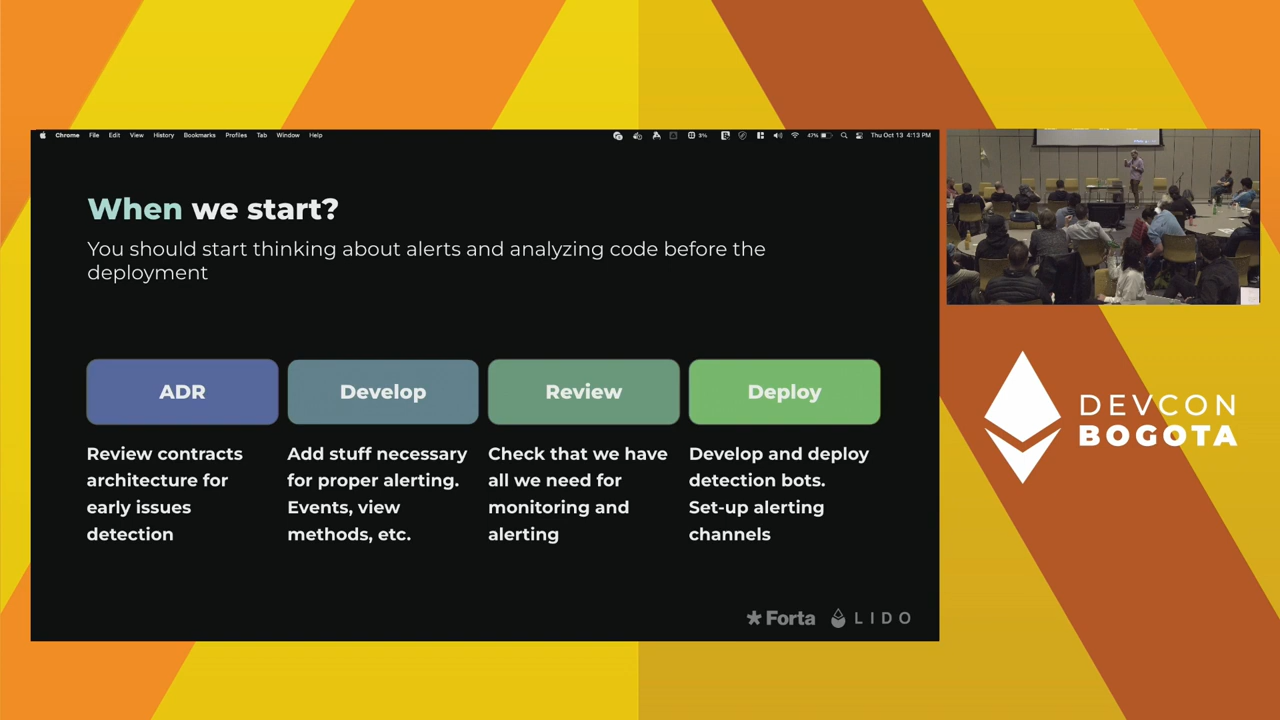 Chrome File Edit View History Bookmarks Profiles Tab Window Help
3% 47% Thu Oct 13 4:13 PM
When we start?
You should start thinking about alerts and analyzing code before the
deployment
ADR
Review contracts
architecture for
early issues
detection
Develop
Add stuff necessary
for proper alerting.
Events, view
methods, etc.
Review
Check that we have
all we need for
monitoring and
alerting
Deploy
Develop and deploy
detection bots.
Set-up alerting
channels
Forta LIDO
DEVCON
BOGOTA